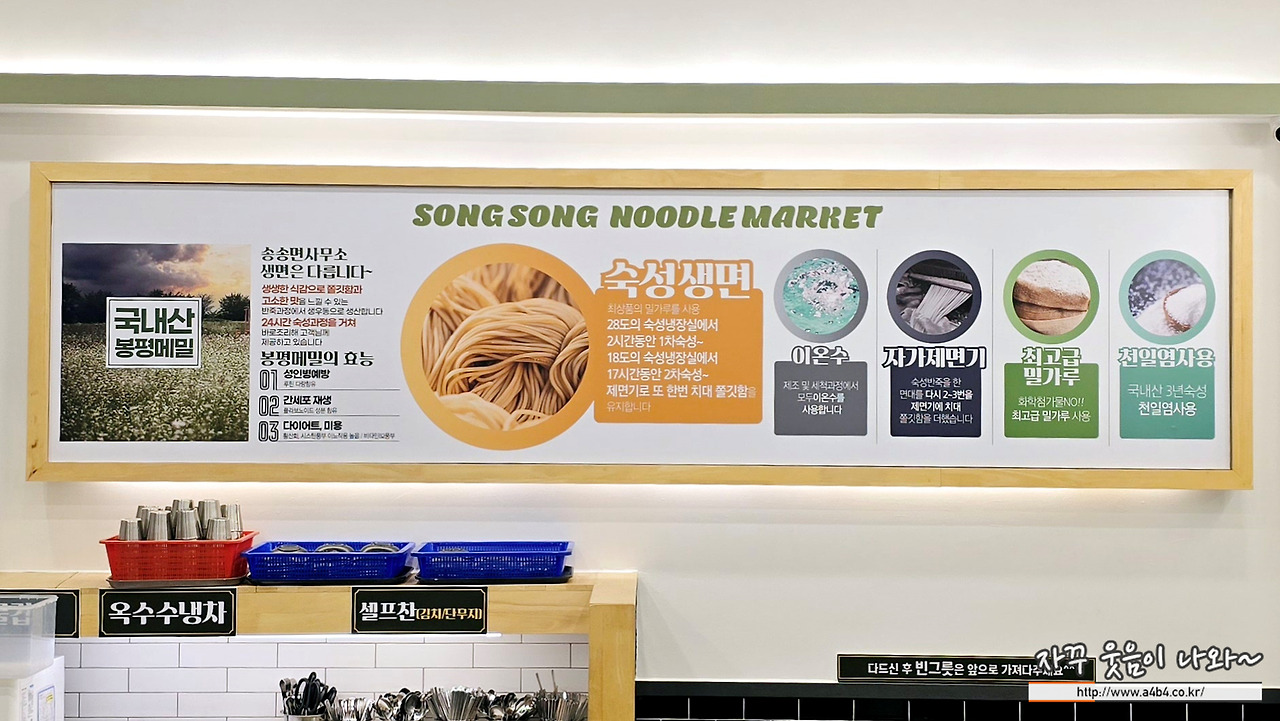 SONG SONG NOODLE MARKET
국내산
봉평메밀
송송면사무소
생면은 다릅니다~
생생한 식감으로 쫄깃함과
고소한 맛을 느낄 수 있는
반죽과정에서 생우동으로 생산합니다
24시간 숙성과정을 거쳐
바로조리해 고객님께
제공하고 있습니다
봉평메밀의 효능
01 성인병예방
루틴 다량함유
02 간세포 재생
플라보노이드 성분 함유
03 다이어트, 미용
숙성생면
최상품의 밀가루를 사용
28도의 숙성냉장실에서
2시간동안 1차숙성~
18도의 숙성냉장실에서
17시간동안 2차숙성~
제면기로 또 한번 치대 쫄깃함을
유지합니다
이온수
제조 및 세척과정에서
모두이온수를
사용합니다
자가제면기
숙성반죽을 한
면대를 다시 2~3번을
제면기에 치대
쫄깃함을 더했습니다
최고급
밀가루
화학첨가물NO!!
최고급 밀가루 사용
천일염사용
국내산 3년숙성
천일염사용
옥수수냉차
셀프찬(김치/단무지)
다드신 후 빈그릇은 앞으로 가져다주세요^^
자꾸 웃음이 나와~
http://www.a4b4.co.kr/